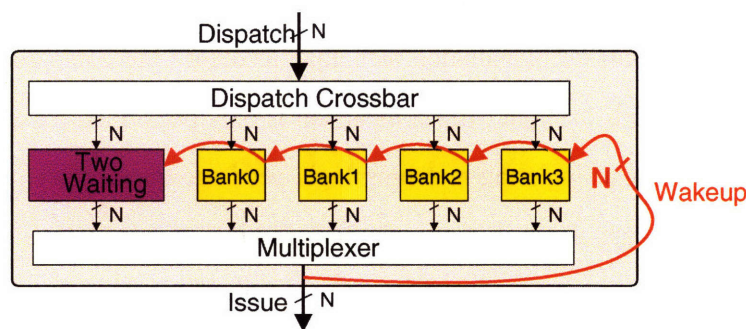 Dispatch N
Dispatch Crossbar
N N N N N
Two Waiting Bank0 Bank1 Bank2 Bank3 N Wakeup
N N N N N
Multiplexer
Issue N